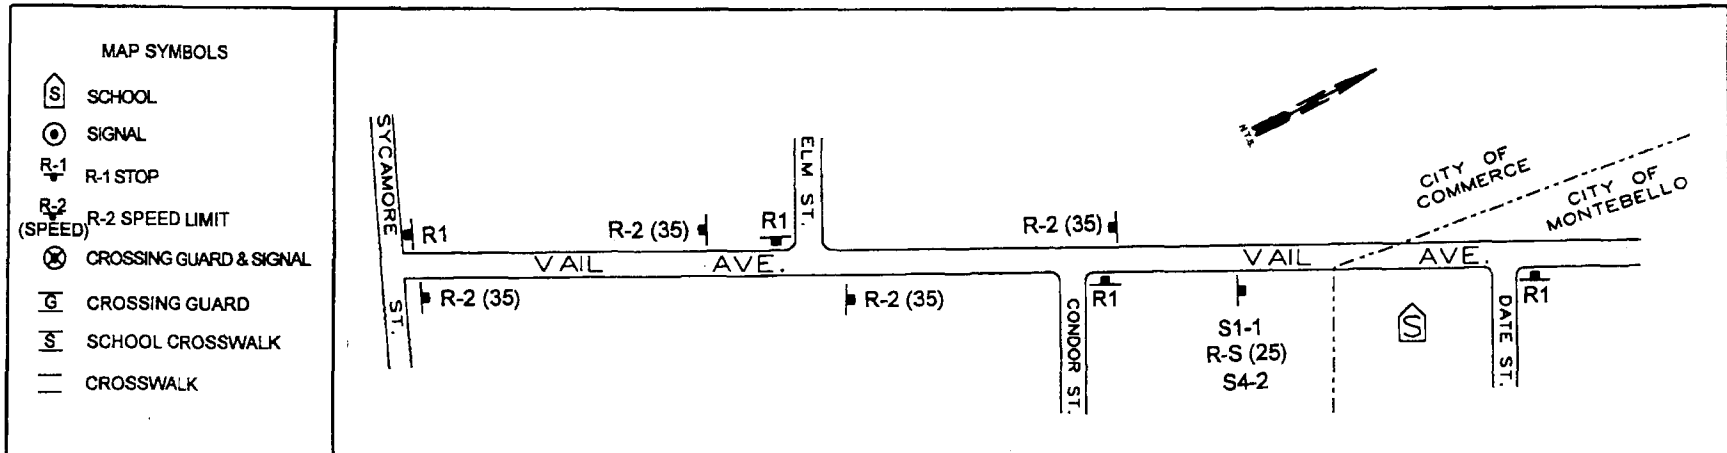 MAP SYMBOLS
S
SCHOOL
SIGNAL
R-1
R-1 STOP
R-2
(SPEED)
R-2 SPEED LIMIT
CROSSING GUARD & SIGNAL
G
CROSSING GUARD
S
SCHOOL CROSSWALK
CROSSWALK
SYCAMORE
ST.
R1
R-2 (35)
R1
ELM ST.
R-2 (35)
N.T.S.
CITY OF
COMMERCE
CITY OF
MONTEBELLO
VAIL AVE.
VAIL AVE.
R-2 (35)
R-2 (35)
CONDOR ST.
R1
S1-1
R-S (25)
S4-2
S
DATE ST.
R1